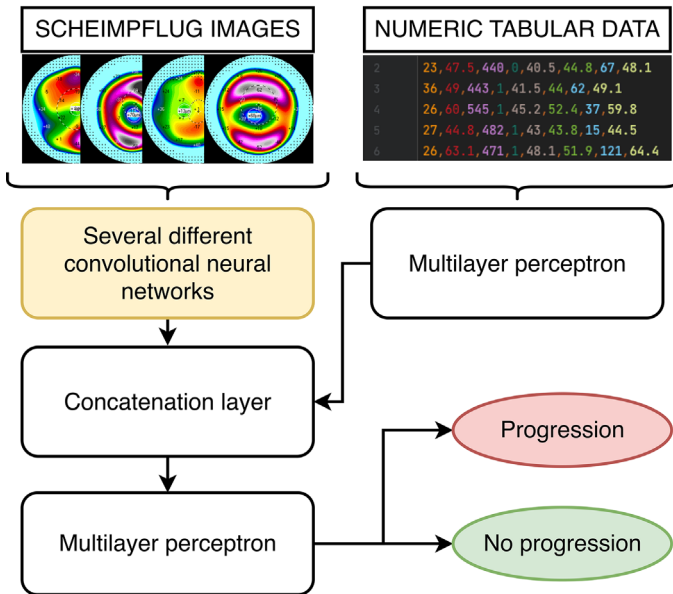 SCHEIMPFLUG IMAGES
NUMERIC TABULAR DATA
2 23,47.5,440,0,40.5,44.8,67,48.1
3 36,49,443,1,41.5,44,62,49.1
4 26,60,545,1,45.2,52.4,37,59.8
5 27,44.8,482,1,43,43.8,15,44.5
6 26,63.1,471,1,48.1,51.9,121,64.4
Several different
convolutional neural
networks
Multilayer perceptron
Concatenation layer
Progression
Multilayer perceptron
No progression